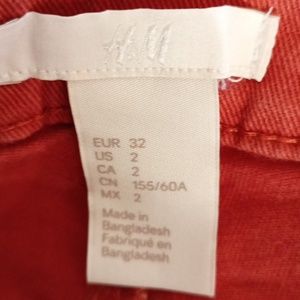 H&M
EUR 32
US 2
CA 2
CN 155/60A
MX 2
Made in
Bangladesh
Fabriqué en
Bangladesh